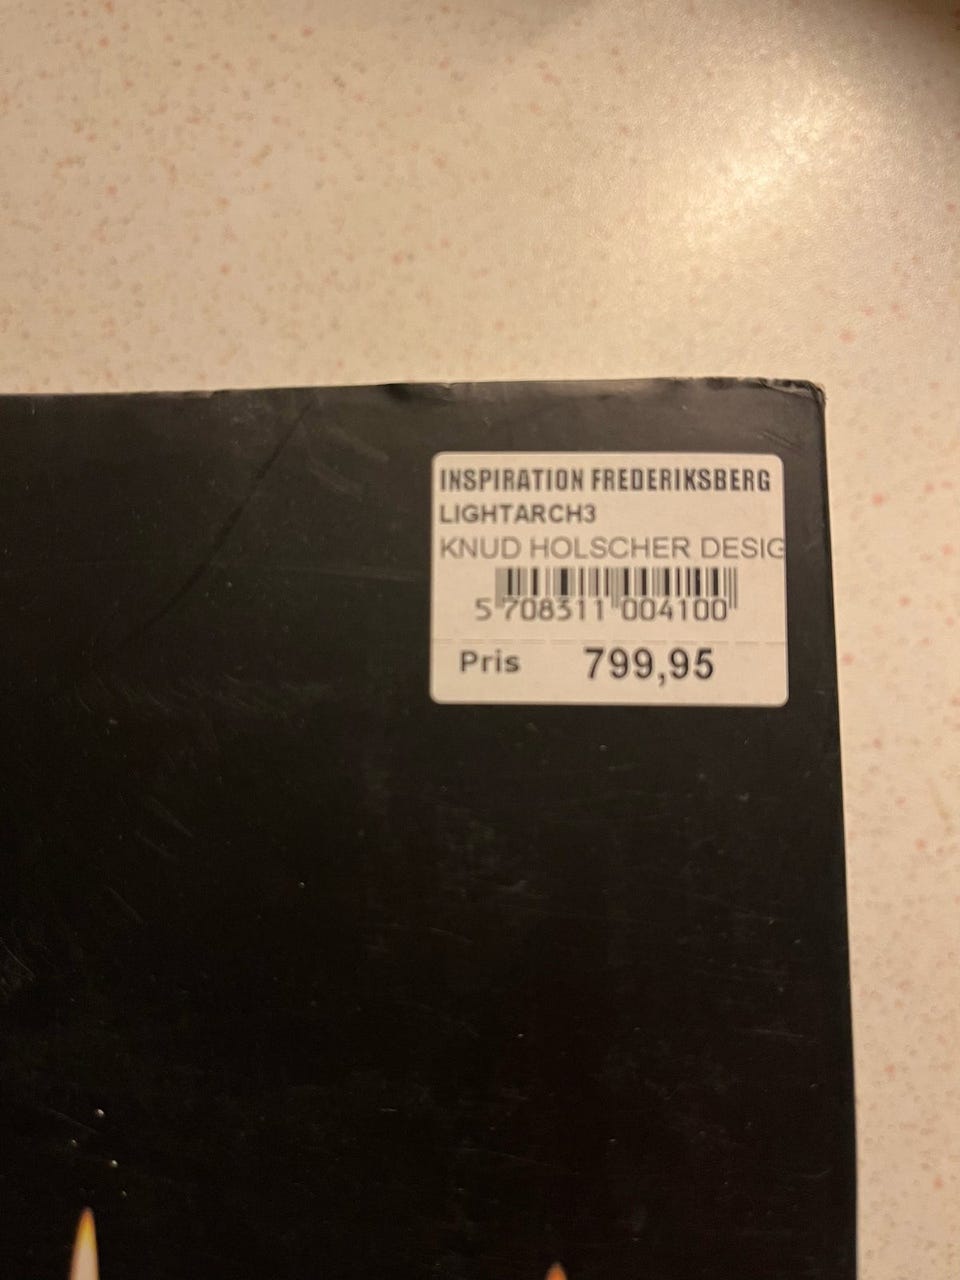 INSPIRATION FREDERIKSBERG
LIGHTARCH3
KNUD HOLSCHER DESIG
5 708311 004100
Pris 799,95